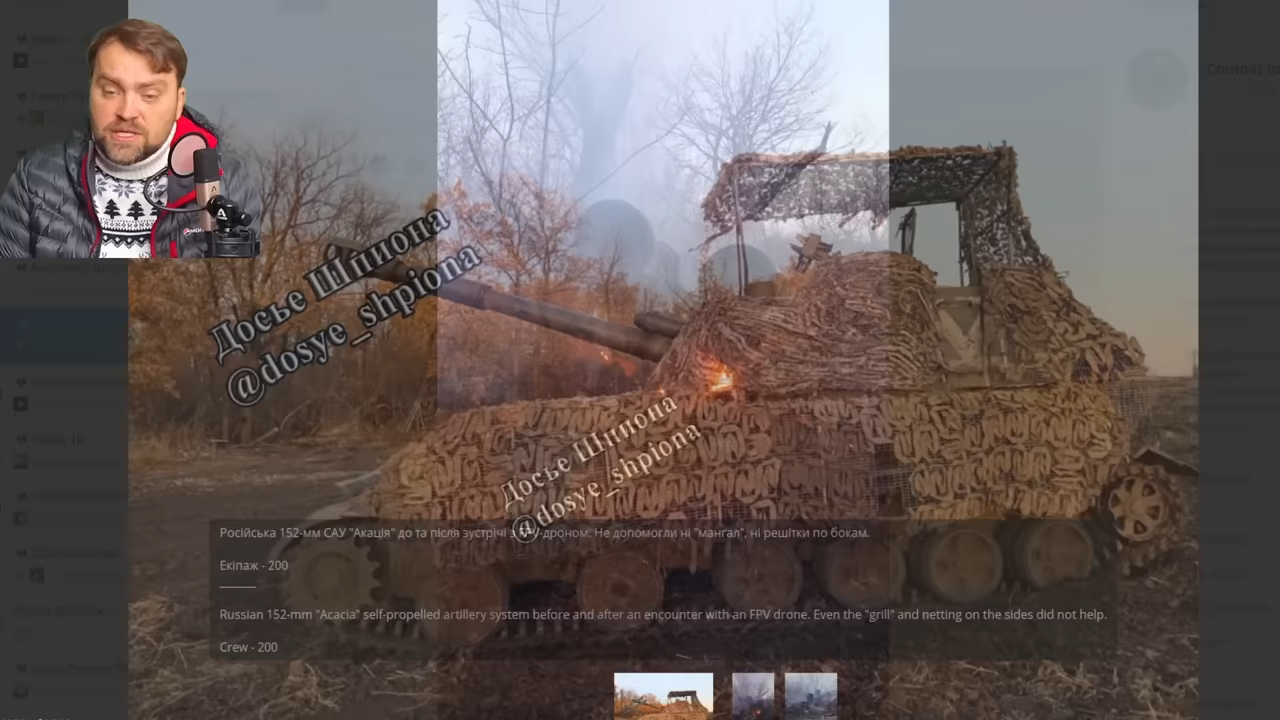 Досье Шпиона
@dosye_shpiona
Досье Шпиона
@dosye_shpiona
Російська 152-мм САУ "Акація" до та після зустрічі з FPV-дроном. Не допомогли ні "мангал", ні решітки по бокам.
Екіпаж - 200
Russian 152-mm "Acacia" self-propelled artillery system before and after an encounter with an FPV drone. Even the "grill" and netting on the sides did not help.
Crew - 200